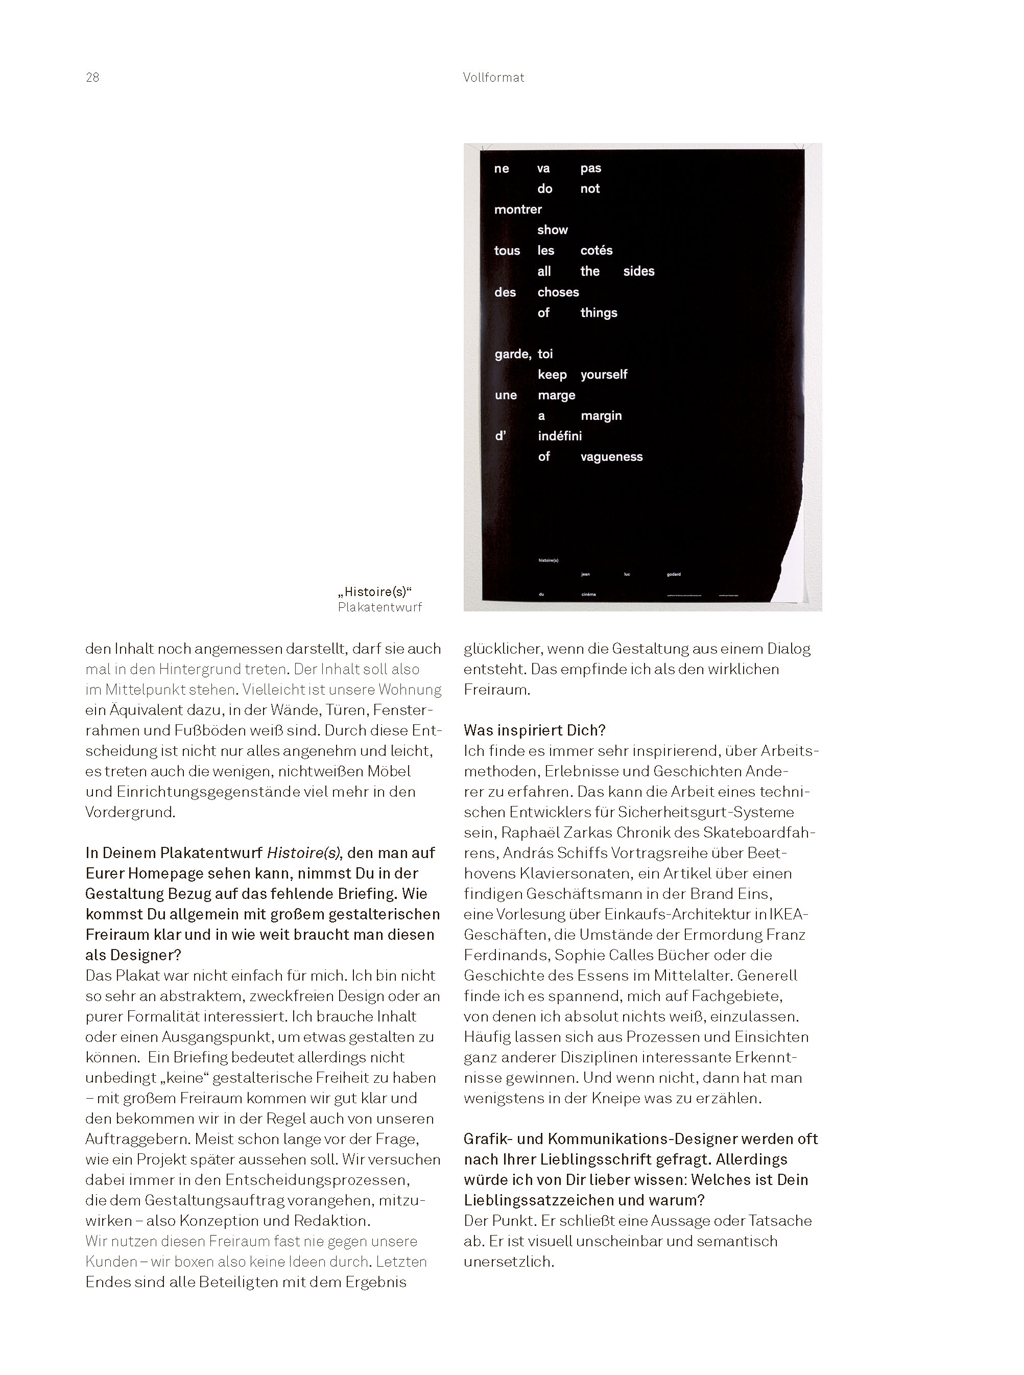 28
Vollformat
ne va pas
do not
montrer
show
tous les cotés
all the sides
des choses
of things
garde, toi
keep yourself
une marge
a margin
d' indéfini
of vagueness
histoire(s)
jean luc godard
du cinéma
„Histoire(s)“
Plakatentwurf
den Inhalt noch angemessen darstellt, darf sie auch
mal in den Hintergrund treten. Der Inhalt soll also
im Mittelpunkt stehen. Vielleicht ist unsere Wohnung
ein Äquivalent dazu, in der Wände, Türen, Fenster-
rahmen und Fußböden weiß sind. Durch diese Ent-
scheidung ist nicht nur alles angenehm und leicht,
es treten auch die wenigen, nichtweißen Möbel
und Einrichtungsgegenstände viel mehr in den
Vordergrund.
In Deinem Plakatentwurf Histoire(s), den man auf
Eurer Homepage sehen kann, nimmst Du in der
Gestaltung Bezug auf das fehlende Briefing. Wie
kommst Du allgemein mit großem gestalterischen
Freiraum klar und in wie weit braucht man diesen
als Designer?
Das Plakat war nicht einfach für mich. Ich bin nicht
so sehr an abstraktem, zweckfreien Design oder an
purer Formalität interessiert. Ich brauche Inhalt
oder einen Ausgangspunkt, um etwas gestalten zu
können. Ein Briefing bedeutet allerdings nicht
unbedingt „keine“ gestalterische Freiheit zu haben
– mit großem Freiraum kommen wir gut klar und
den bekommen wir in der Regel auch von unseren
Auftraggebern. Meist schon lange vor der Frage,
wie ein Projekt später aussehen soll. Wir versuchen
dabei immer in den Entscheidungsprozessen,
die dem Gestaltungsauftrag vorangehen, mitzu-
wirken – also Konzeption und Redaktion.
Wir nutzen diesen Freiraum fast nie gegen unsere
Kunden – wir boxen also keine Ideen durch. Letzten
Endes sind alle Beteiligten mit dem Ergebnis
glücklicher, wenn die Gestaltung aus einem Dialog
entsteht. Das empfinde ich als den wirklichen
Freiraum.
Was inspiriert Dich?
Ich finde es immer sehr inspirierend, über Arbeits-
methoden, Erlebnisse und Geschichten Ande-
rer zu erfahren. Das kann die Arbeit eines techni-
schen Entwicklers für Sicherheitsgurt-Systeme
sein, Raphaël Zarkas Chronik des Skateboardfah-
rens, András Schiffs Vortragsreihe über Beet-
hovens Klaviersonaten, ein Artikel über einen
findigen Geschäftsmann in der Brand Eins,
eine Vorlesung über Einkaufs-Architektur in IKEA-
Geschäften, die Umstände der Ermordung Franz
Ferdinands, Sophie Calles Bücher oder die
Geschichte des Essens im Mittelalter. Generell
finde ich es spannend, mich auf Fachgebiete,
von denen ich absolut nichts weiß, einzulassen.
Häufig lassen sich aus Prozessen und Einsichten
ganz anderer Disziplinen interessante Erkennt-
nisse gewinnen. Und wenn nicht, dann hat man
wenigstens in der Kneipe was zu erzählen.
Grafik- und Kommunikations-Designer werden oft
nach Ihrer Lieblingsschrift gefragt. Allerdings
würde ich von Dir lieber wissen: Welches ist Dein
Lieblingssatzzeichen und warum?
Der Punkt. Er schließt eine Aussage oder Tatsache
ab. Er ist visuell unscheinbar und semantisch
unersetzlich.